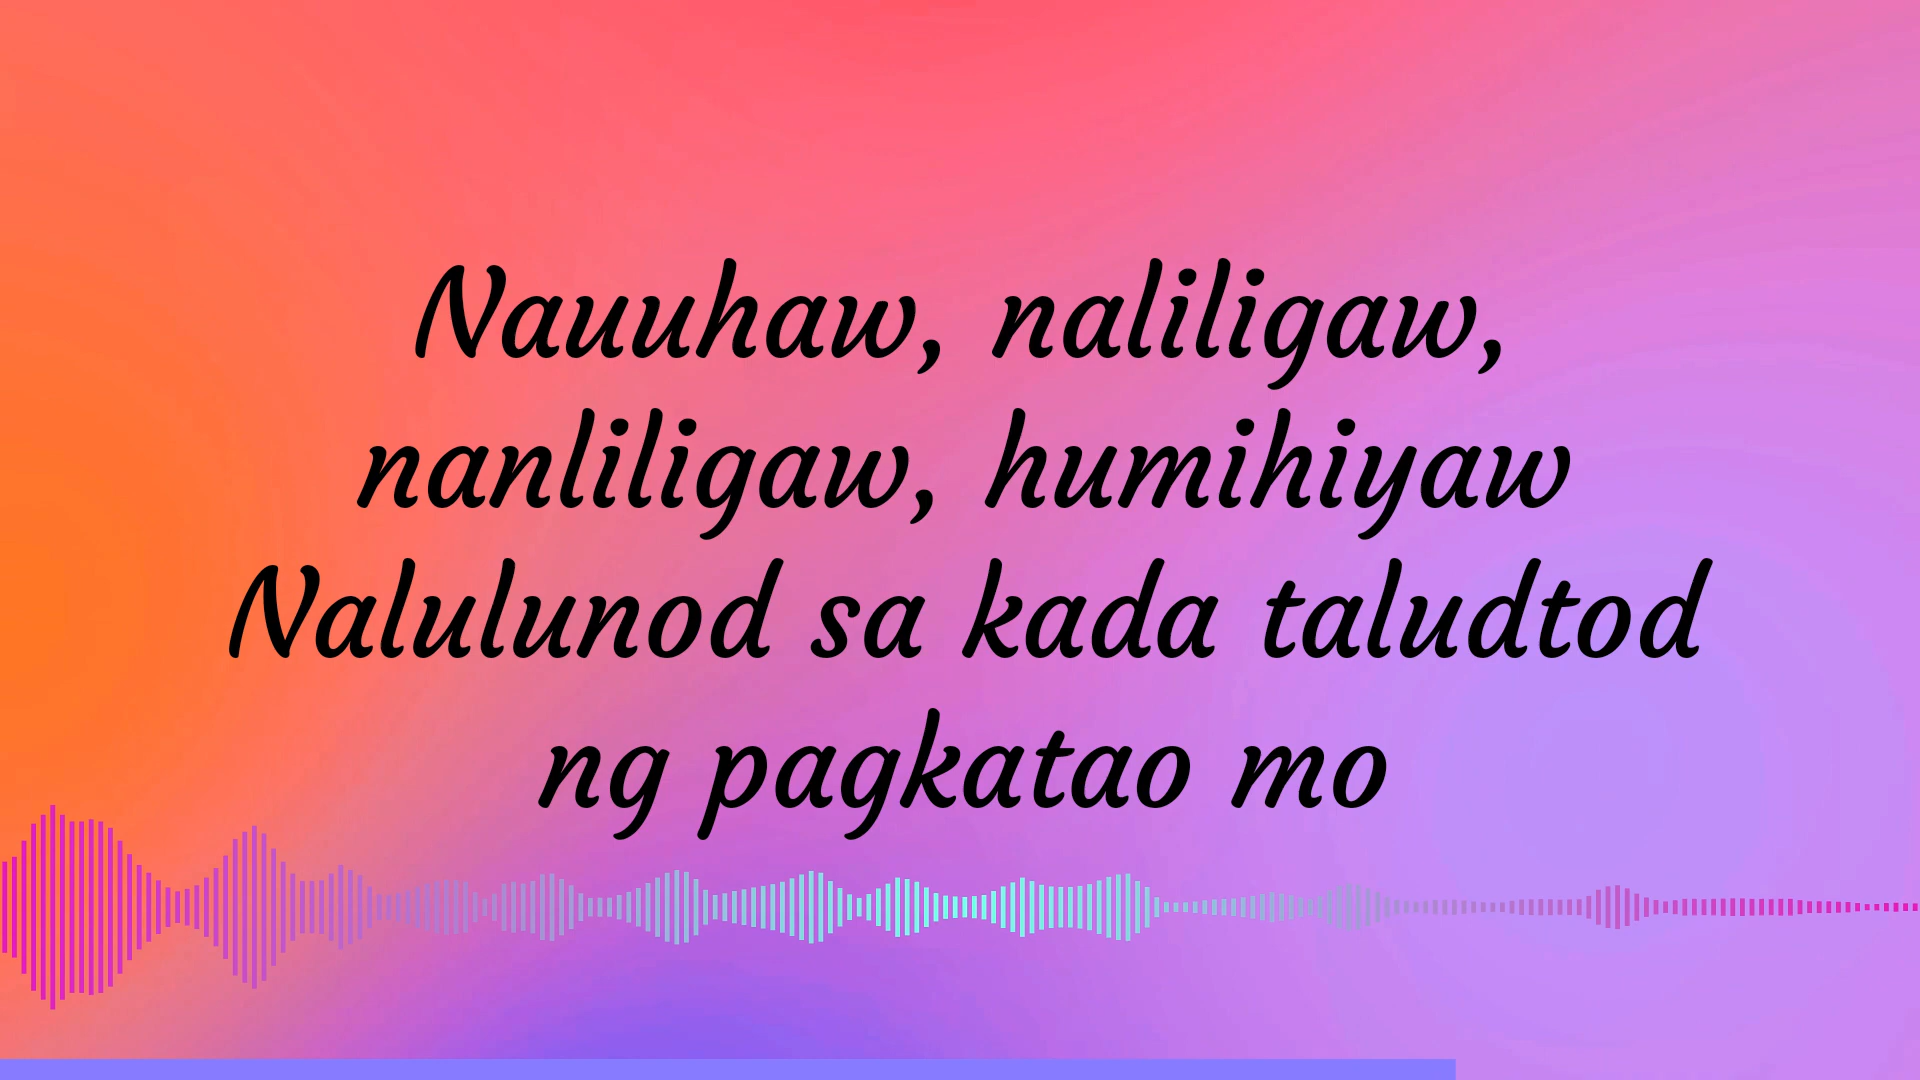 Nauuhaw, naliligaw,
nanliligaw, humihiyaw
Nalulunod sa kada taludtod
ng pagkatao mo